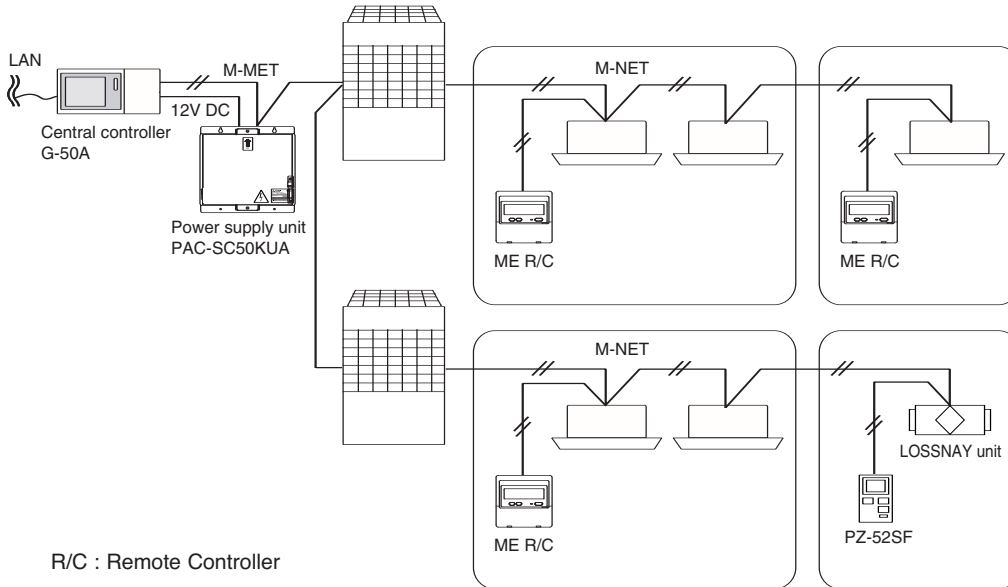 LAN
M-MET
12V DC
Central controller
G-50A
Power supply unit
PAC-SC50KUA
M-NET
ME R/C
ME R/C
M-NET
ME R/C
LOSSNAY unit
PZ-52SF
R/C : Remote Controller